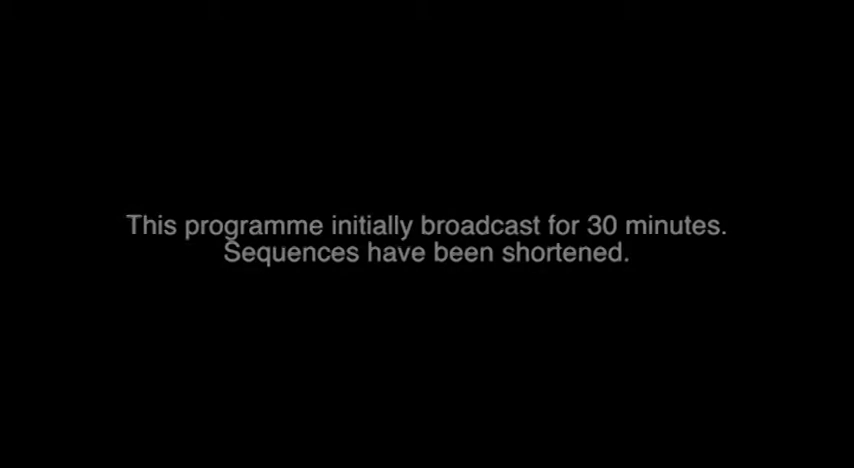 This programme initially broadcast for 30 minutes.
Sequences have been shortened.